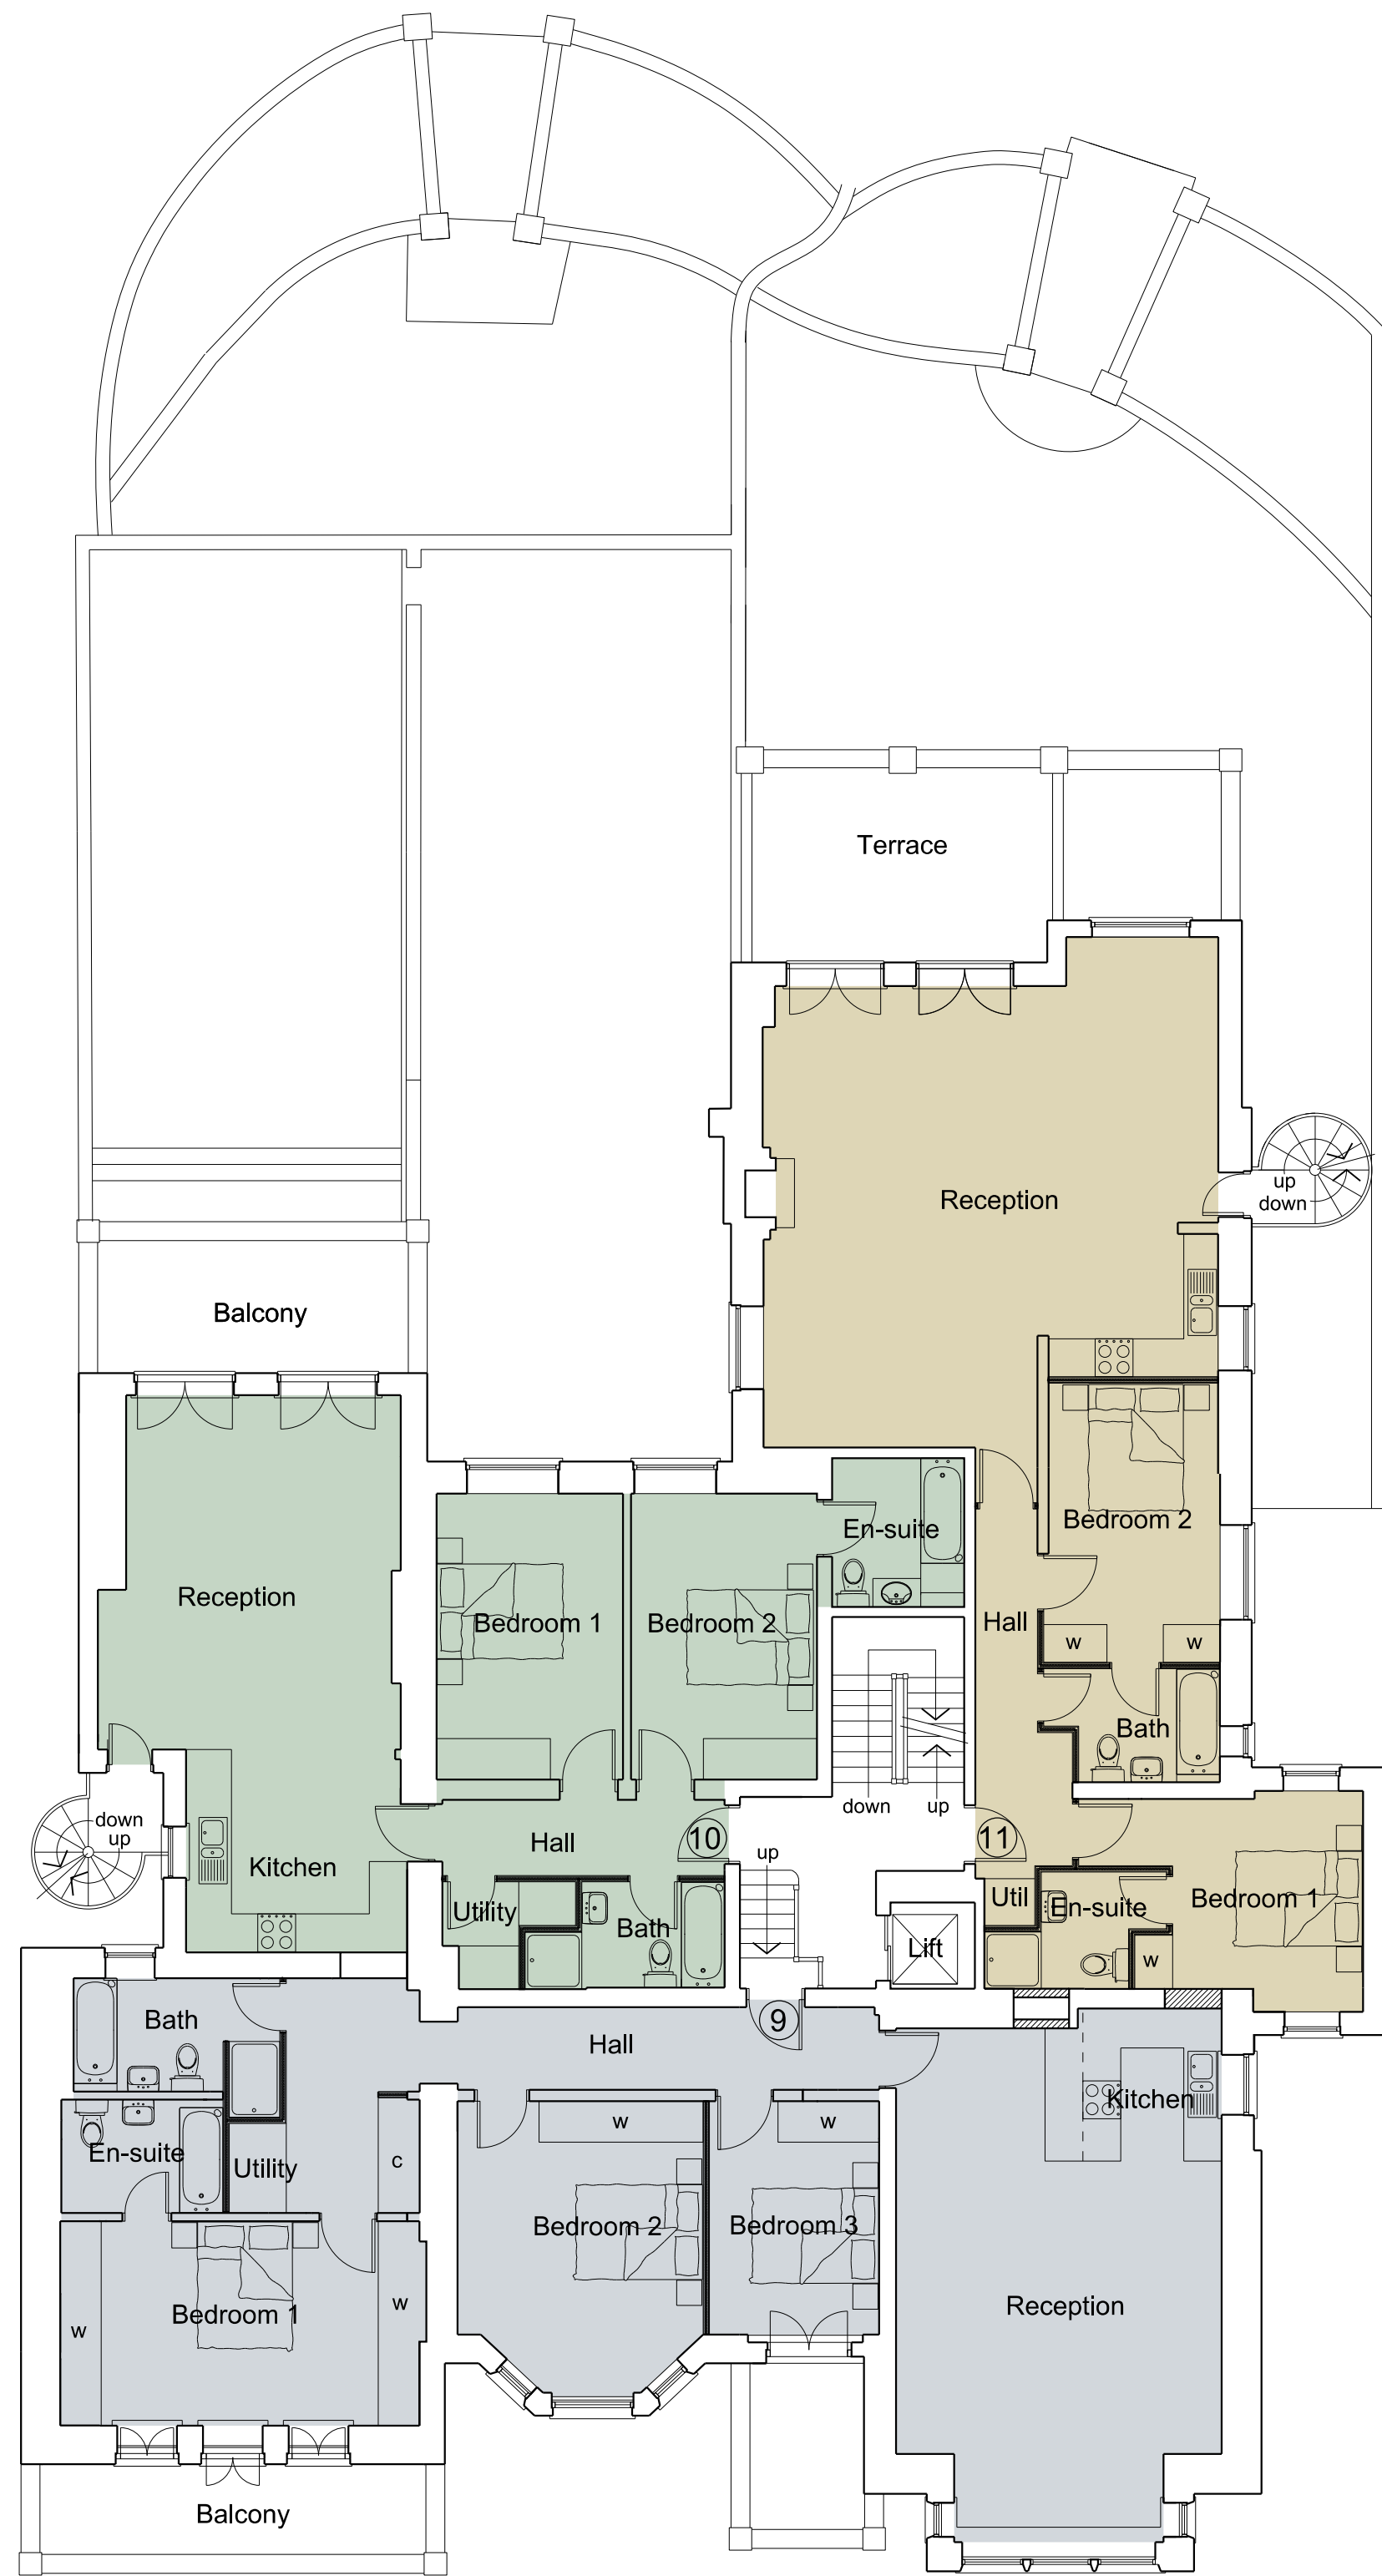 Terrace
Reception
up
down
Balcony
Bedroom 2
En-suite
Reception
Bedroom 1
Bedroom 2
Hall
w
w
Bath
down
up
down
up
10
11
Hall
up
Kitchen
Utility
Bath
Util
En-suite
Bedroom 1
Lift
w
Bath
9
Hall
Kitchen
w
w
En-suite
Utility
c
Bedroom 2
Bedroom 3
Reception
Bedroom 1
w
w
Balcony